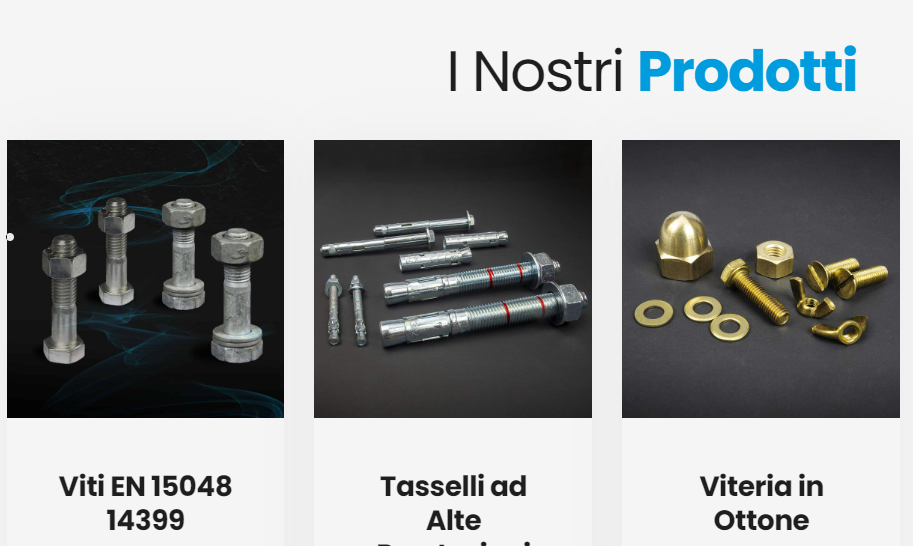 I Nostri Prodotti
Viti EN 15048
14399
Tasselli ad
Alte
Viteria in
Ottone